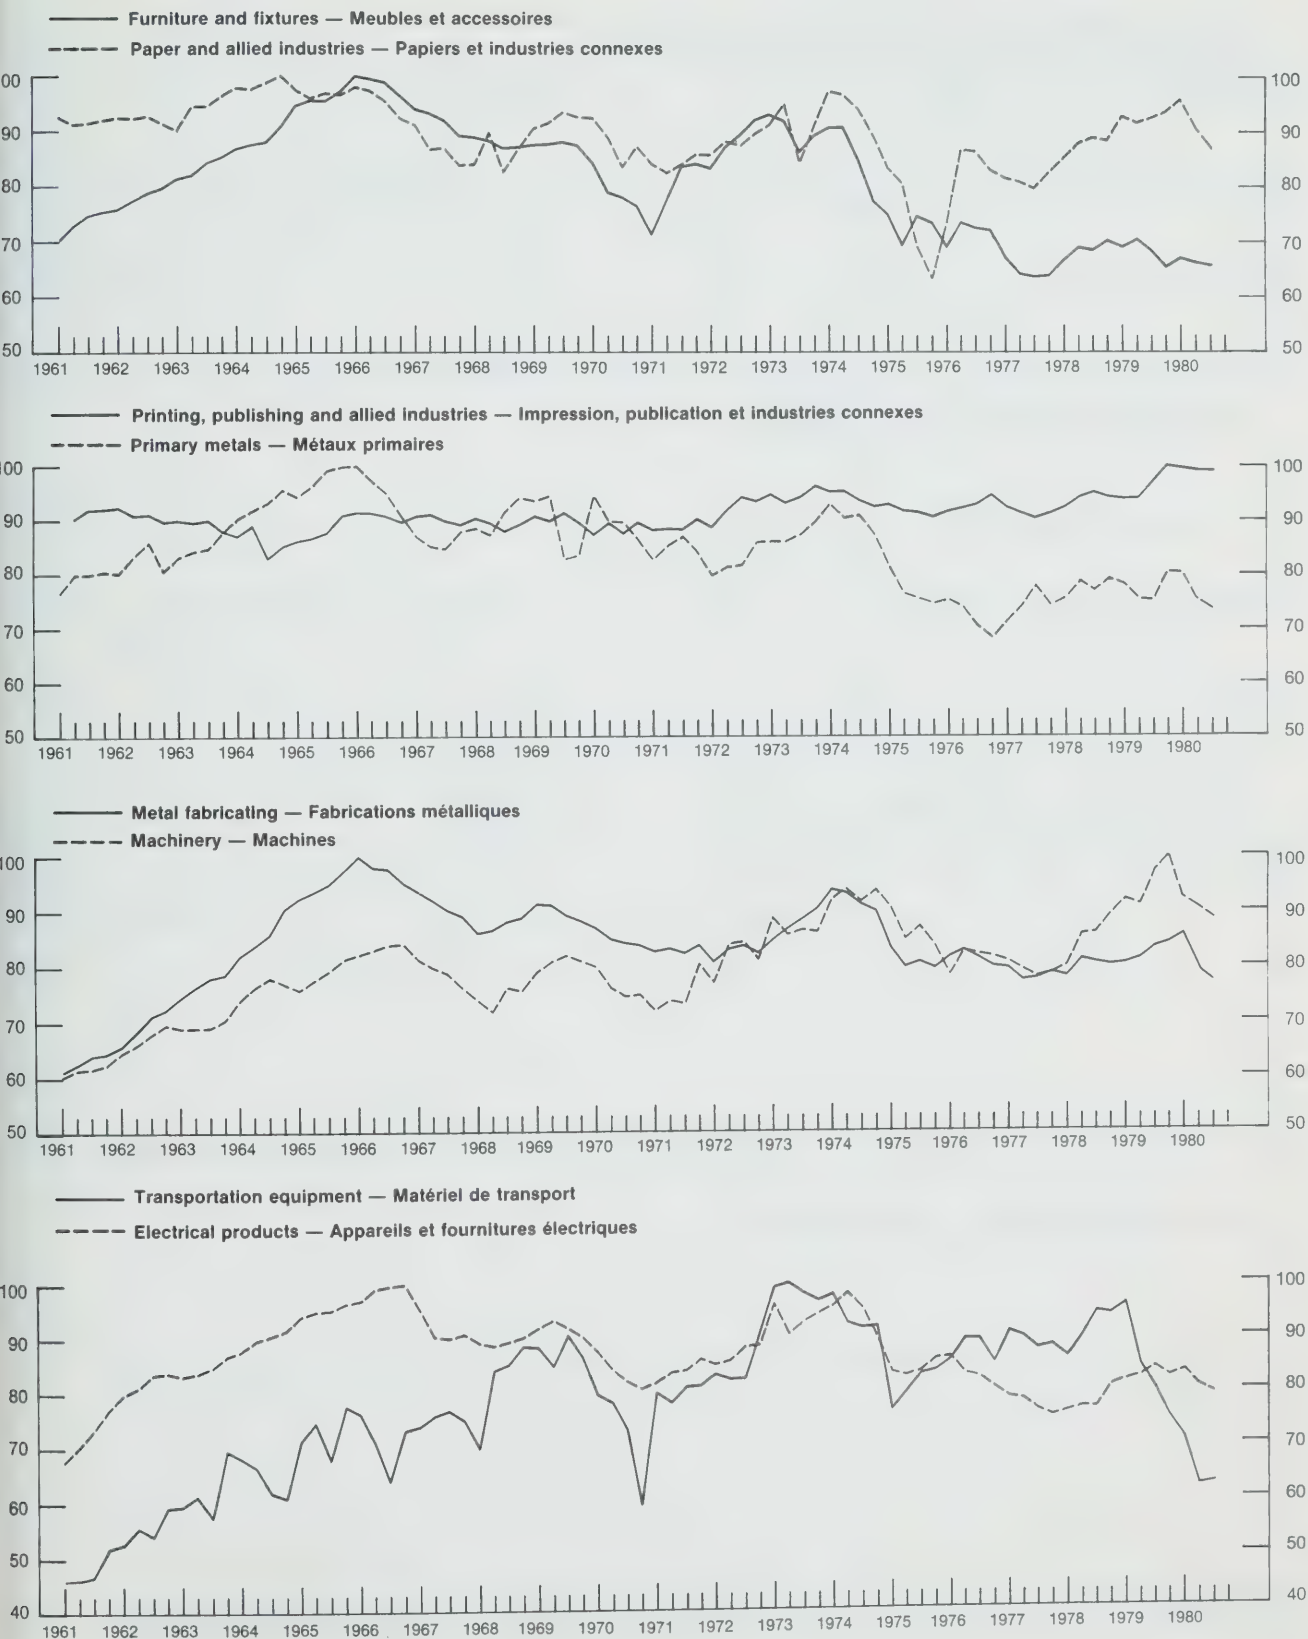 Furniture and fixtures — Meubles et accessoires
Paper and allied industries — Papiers et industries connexes
00 100
90 90
80 80
70 70
60 60
50 50
1961 1962 1963 1964 1965 1966 1967 1968 1969 1970 1971 1972 1973 1974 1975 1976 1977 1978 1979 1980
Printing, publishing and allied industries — Impression, publication et industries connexes
Primary metals — Métaux primaires
100 100
90 90
80 80
70 70
60 60
50 50
1961 1962 1963 1964 1965 1966 1967 1968 1969 1970 1971 1972 1973 1974 1975 1976 1977 1978 1979 1980
Metal fabricating — Fabrications métalliques
Machinery — Machines
100 100
90 90
80 80
70 70
60 60
50 50
1961 1962 1963 1964 1965 1966 1967 1968 1969 1970 1971 1972 1973 1974 1975 1976 1977 1978 1979 1980
Transportation equipment — Matériel de transport
Electrical products — Appareils et fournitures électriques
100 100
90 90
80 80
70 70
60 60
50 50
40 40
1961 1962 1963 1964 1965 1966 1967 1968 1969 1970 1971 1972 1973 1974 1975 1976 1977 1978 1979 1980